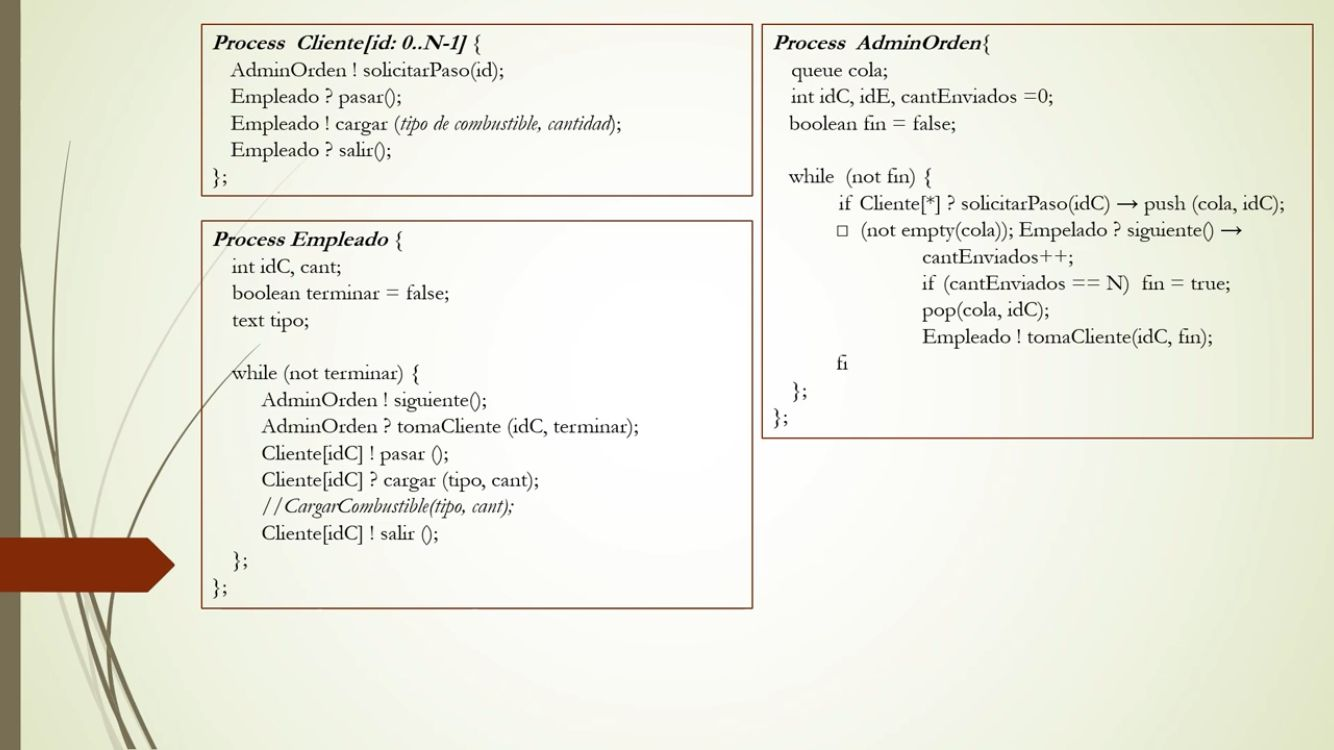 Process Cliente[id: 0..N-1] {
AdminOrden ! solicitarPaso(id);
Empleado ? pasar();
Empleado ! cargar (tipo de combustible, cantidad);
Empleado ? salir();
};
Process Empleado {
int idC, cant;
boolean terminar = false;
text tipo;
while (not terminar) {
AdminOrden ! siguiente();
AdminOrden ? tomaCliente (idC, terminar);
Cliente[idC] ! pasar ();
Cliente[idC] ? cargar (tipo, cant);
//CargarCombustible(tipo, cant);
Cliente[idC] ! salir ();
};
};
Process AdminOrden{
queue cola;
int idC, idE, cantEnviados =0;
boolean fin = false;
while (not fin) {
if Cliente[*] ? solicitarPaso(idC) → push (cola, idC);
□ (not empty(cola)); Empelado ? siguiente() →
cantEnviados++;
if (cantEnviados == N) fin = true;
pop(cola, idC);
Empleado ! tomaCliente(idC, fin);
fi
};
};